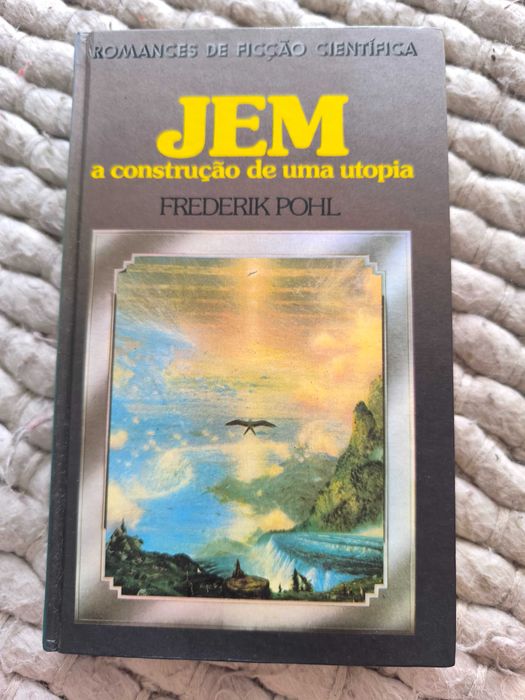 ROMANCES DE FICÇÃO CIENTÍFICA
JEM
a construção de uma utopia
FREDERIK POHL